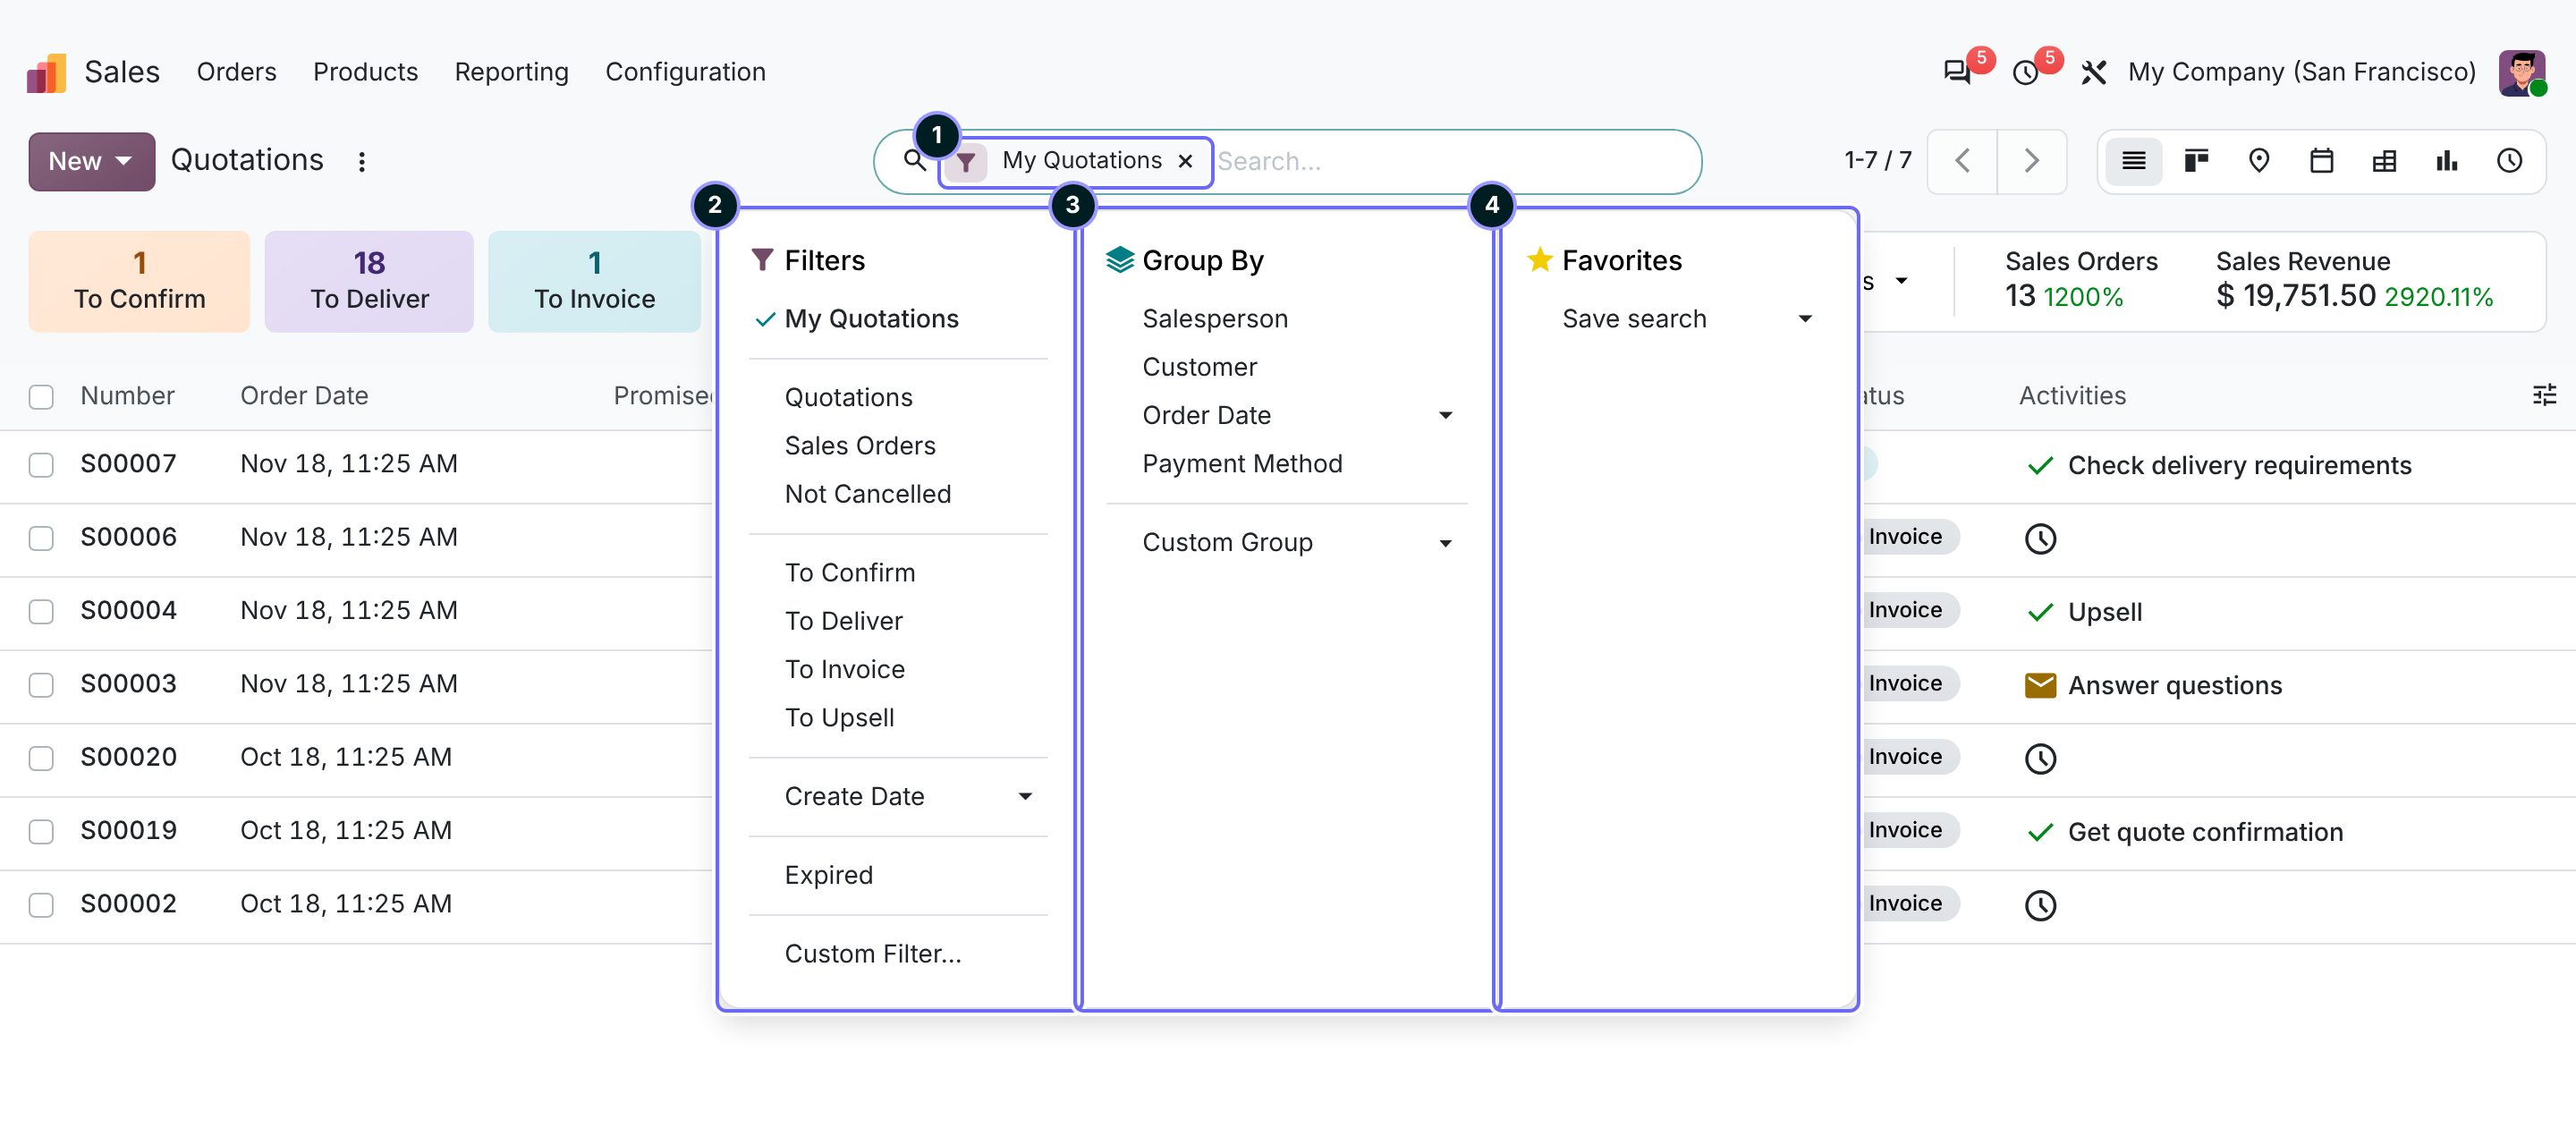 Sales Orders Products Reporting Configuration 5 5 My Company (San Francisco)
New Quotations 1 My Quotations Search... 1-7 / 7
2 3 4
1 To Confirm
18 To Deliver
1 To Invoice
s Sales Orders Sales Revenue
13 1200% $ 19,751.50 2920.11%
Filters
My Quotations
Quotations
Sales Orders
Not Cancelled
To Confirm
To Deliver
To Invoice
To Upsell
Create Date
Expired
Custom Filter...
Group By
Salesperson
Customer
Order Date
Payment Method
Custom Group
Favorites
Save search
Number Order Date Promised atus Activities
S00007 Nov 18, 11:25 AM Check delivery requirements
S00006 Nov 18, 11:25 AM Invoice
S00004 Nov 18, 11:25 AM Invoice Upsell
S00003 Nov 18, 11:25 AM Invoice Answer questions
S00020 Oct 18, 11:25 AM Invoice
S00019 Oct 18, 11:25 AM Invoice Get quote confirmation
S00002 Oct 18, 11:25 AM Invoice